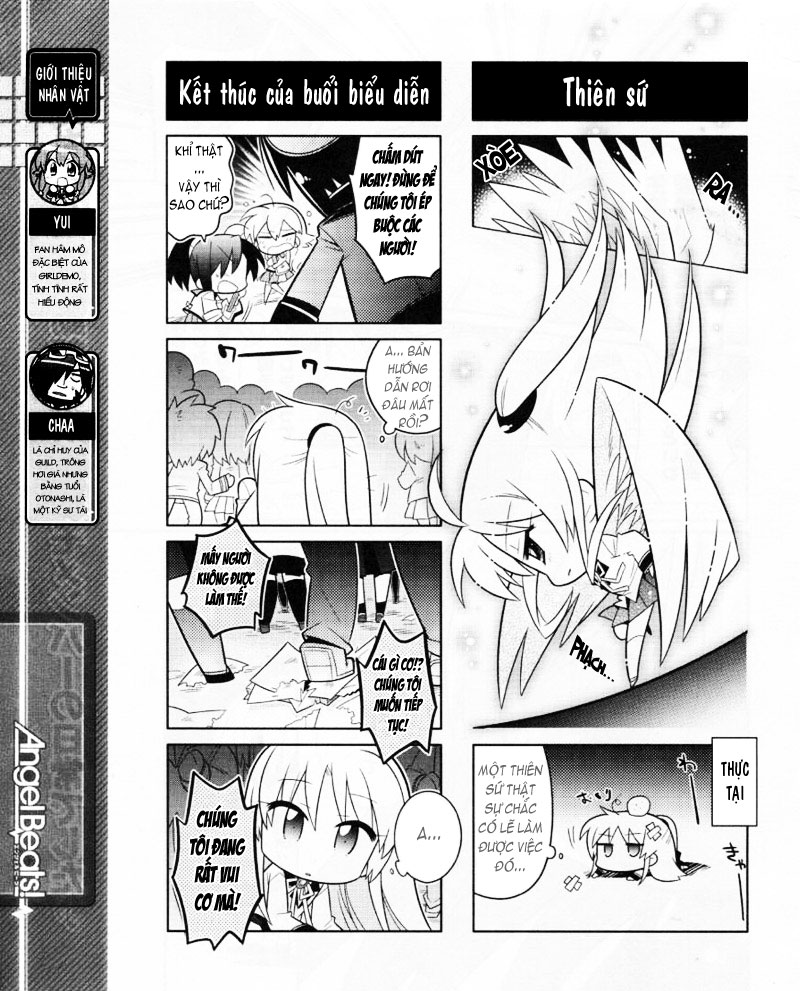 GIỚI THIỆU
NHÂN VẬT
YUI
FAN HÂM MỘ
ĐẶC BIỆT CỦA
GIRLDEMO,
TÍNH TÌNH RẤT
HIẾU ĐỘNG
CHAA
LÀ CHỈ HUY CỦA
GUILD, TRÔNG
HƠI GIÀ NHƯNG
BẰNG TUỔI
OTONASHI, LÀ
MỘT KỸ SƯ TÀI
Angel Beats!
Thiên sứ
XÒE
RA...
PHẠCH...
THỰC
TẠI
MỘT THIÊN
SỨ THẬT
SỰ CHẮC
CÓ LẼ LÀM
ĐƯỢC VIỆC
ĐÓ...
Kết thúc của buổi biểu diễn
CHẤM DỨT
NGAY! ĐỪNG ĐỂ
CHÚNG TÔI ÉP
BUỘC CÁC
NGƯỜI!
KHỈ THẬT
...
VẬY THÌ
SAO CHỨ?
A... BẢN
HƯỚNG
DẪN RƠI
ĐÂU MẤT
RỒI?
ワー
ワー
MẤY NGƯỜI
KHÔNG ĐƯỢC
LÀM THẾ!
CÁI GÌ CƠ!?
CHÚNG TÔI
MUỐN TIẾP
TỤC!
A...
CHÚNG
TÔI ĐANG
RẤT VUI
CƠ MÀ!